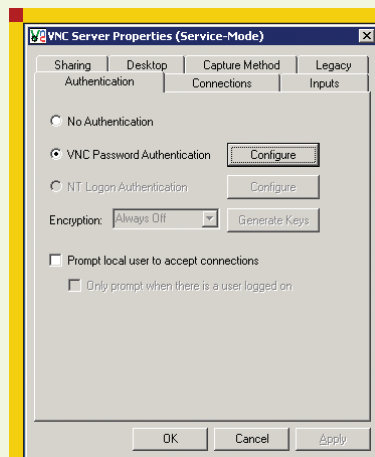 VNC Server Properties (Service-Mode)
Sharing Desktop Capture Method Legacy
Authentication Connections Inputs
No Authentication
VNC Password Authentication Configure
NT Logon Authentication Configure
Encryption: Always Off Generate Keys
Prompt local user to accept connections
Only prompt when there is a user logged on
OK Cancel Apply